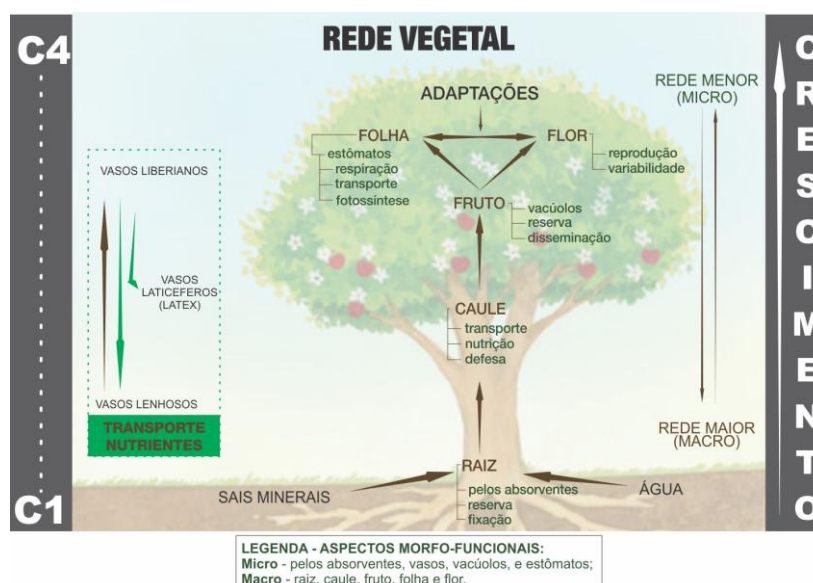 REDE VEGETAL
C4
C1
CRESCIMENTO
ADAPTAÇÕES
REDE MENOR
(MICRO)
FOLHA
estômatos
respiração
transporte
fotossíntese
FLOR
reprodução
variabilidade
VASOS LIBERIANOS
VASOS
LATICEFEROS
(LATEX)
VASOS LENHOSOS
TRANSPORTE
NUTRIENTES
FRUTO
vacúolos
reserva
disseminação
CAULE
transporte
nutrição
defesa
REDE MAIOR
(MACRO)
RAIZ
pelos absorventes
reserva
fixação
SAIS MINERAIS
ÁGUA
LEGENDA - ASPECTOS MORFO-FUNCIONAIS:
Micro - pelos absorventes, vasos, vacúolos, e estômatos;
Macro - raiz, caule, fruto, folha e flor.